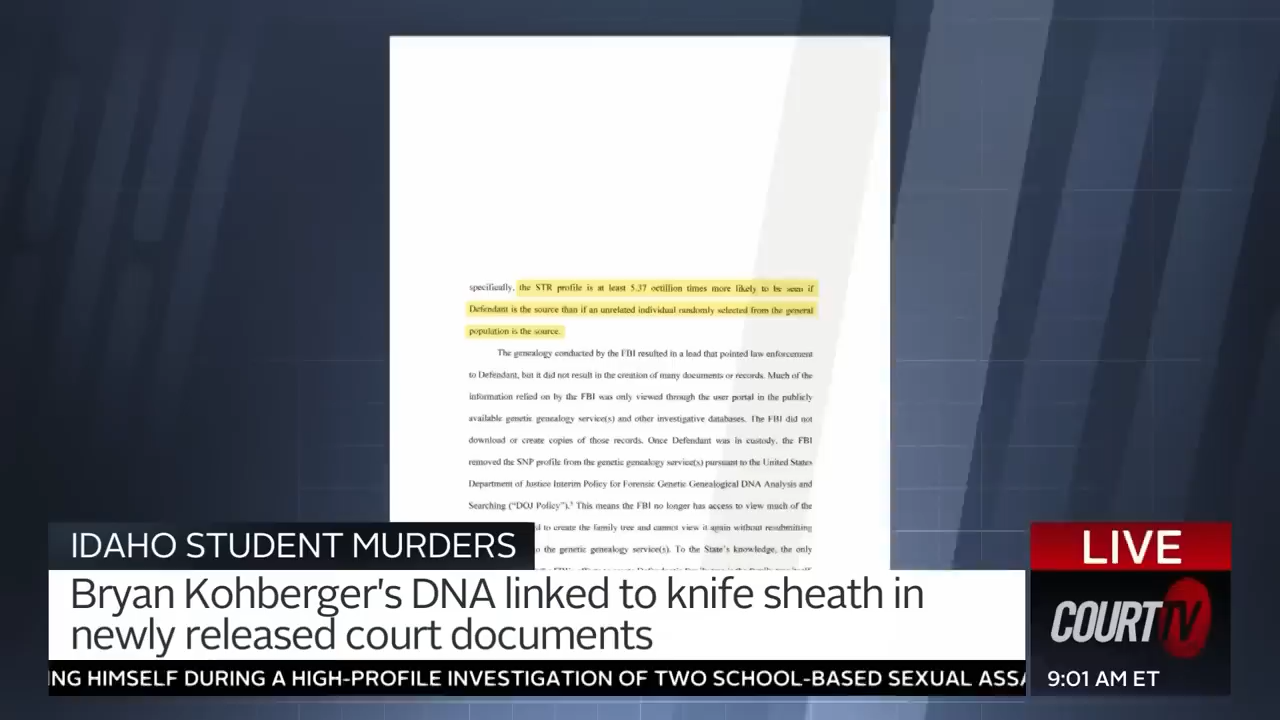 specifically, the STR profile is at least 5.37 octillion times more likely to be seen if
Defendant is the source than if an unrelated individual randomly selected from the general
population is the source.
The genealogy conducted by the FBI resulted in a lead that pointed law enforcement
to Defendant, but it did not result in the creation of many documents or records. Much of the
information relied on by the FBI was only viewed through the user portal in the publicly
available genetic genealogy service(s) and other investigative databases. The FBI did not
download or create copies of those records. Once Defendant was in custody, the FBI
removed the SNP profile from the genetic genealogy service(s) pursuant to the United States
Department of Justice Interim Policy for Forensic Genetic Genealogical DNA Analysis and
Searching ("DOJ Policy").⁵ This means the FBI no longer has access to view much of the
to create the family tree and cannot view it again without resubmitting
the genetic genealogy service(s). To the State's knowledge, the only
IDAHO STUDENT MURDERS
Bryan Kohberger's DNA linked to knife sheath in
newly released court documents
NG HIMSELF DURING A HIGH-PROFILE INVESTIGATION OF TWO SCHOOL-BASED SEXUAL ASSA
LIVE
COURT TV
9:01 AM ET